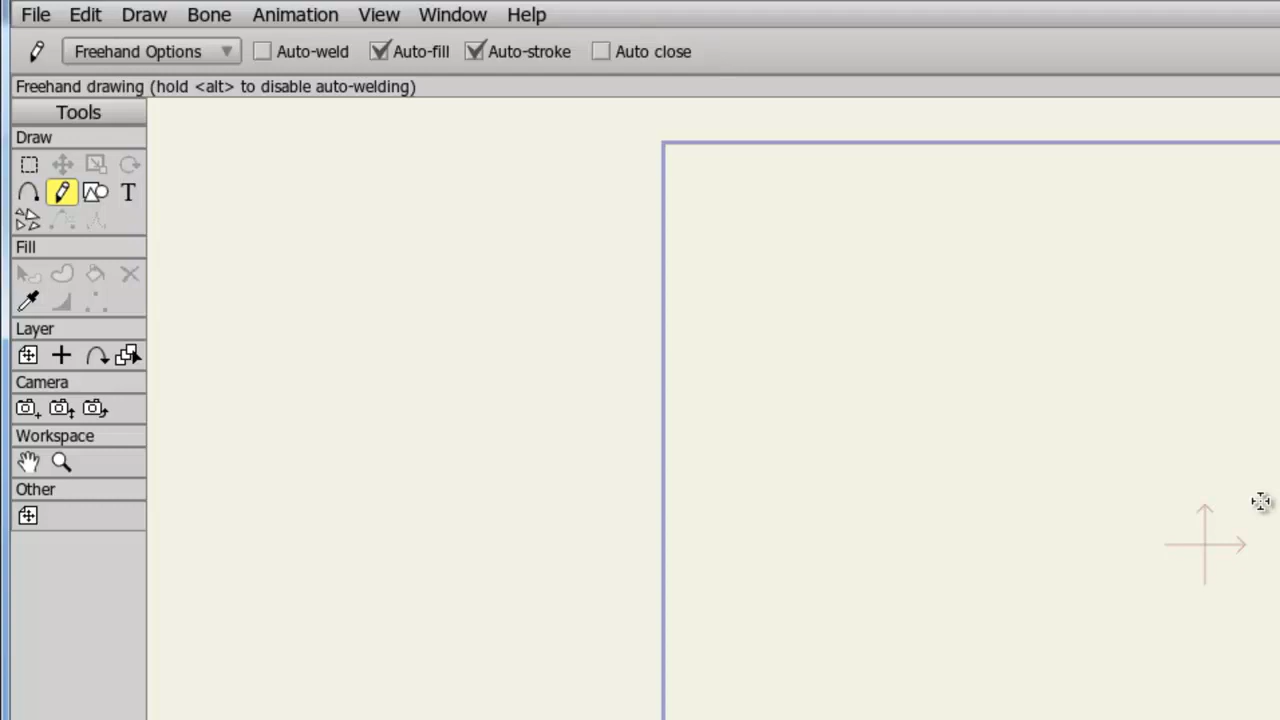 File Edit Draw Bone Animation View Window Help
Freehand Options Auto-weld Auto-fill Auto-stroke Auto close
Freehand drawing (hold <alt> to disable auto-welding)
Tools
Draw
T
Fill
Layer
Camera
Workspace
Other